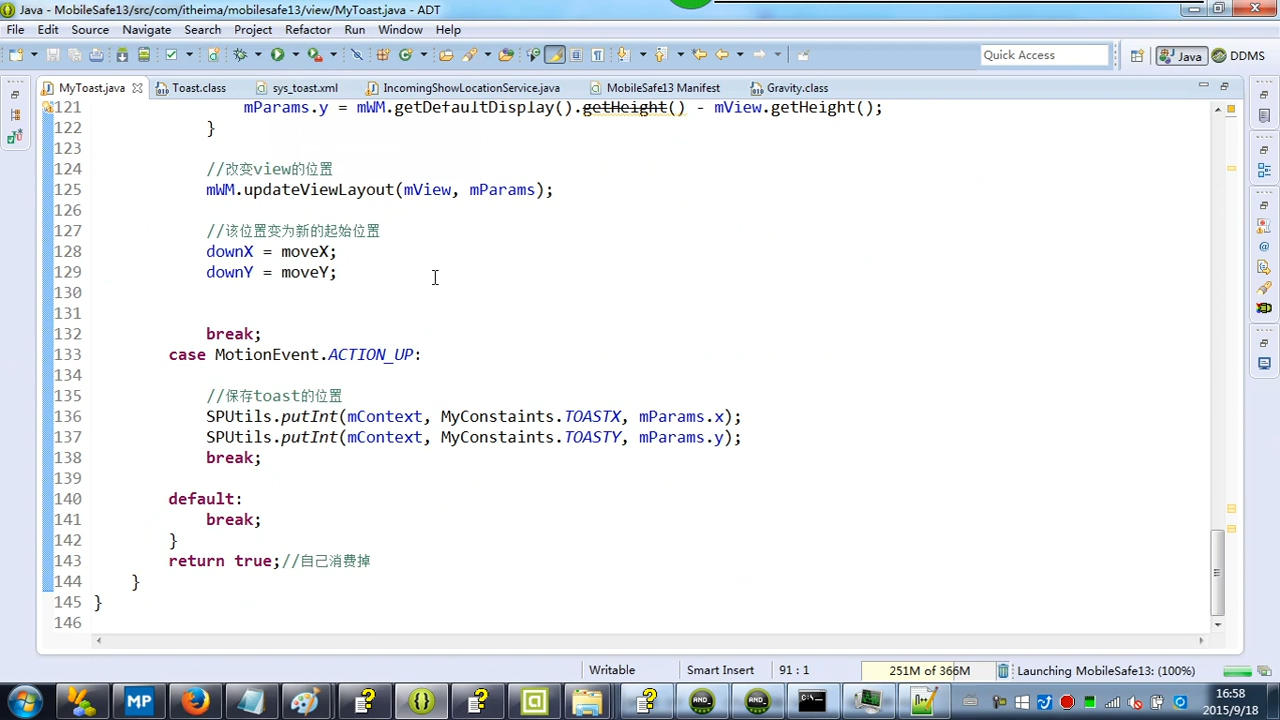 Java - MobileSafe13/src/com/itheima/mobilesafe13/view/MyToast.java - ADT
File Edit Source Navigate Search Project Refactor Run Window Help
Quick Access
Java
DDMS
MyToast.java
Toast.class
sys_toast.xml
IncomingShowLocationService.java
MobileSafe13 Manifest
Gravity.class
121 mParams.y = mWM.getDefaultDisplay().getHeight() - mView.getHeight();
122 }
123
124 //改变view的位置
125 mWM.updateViewLayout(mView, mParams);
126
127 //该位置变为新的起始位置
128 downX = moveX;
129 downY = moveY;
130
131
132 break;
133 case MotionEvent.ACTION_UP:
134
135 //保存toast的位置
136 SPUtils.putInt(mContext, MyConstaints.TOASTX, mParams.x);
137 SPUtils.putInt(mContext, MyConstaints.TOASTY, mParams.y);
138 break;
139
140 default:
141 break;
142 }
143 return true;//自己消费掉
144 }
145 }
146
Writable Smart Insert 91 : 1 251M of 366M Launching MobileSafe13: (100%)
MP
16:58
2015/9/18